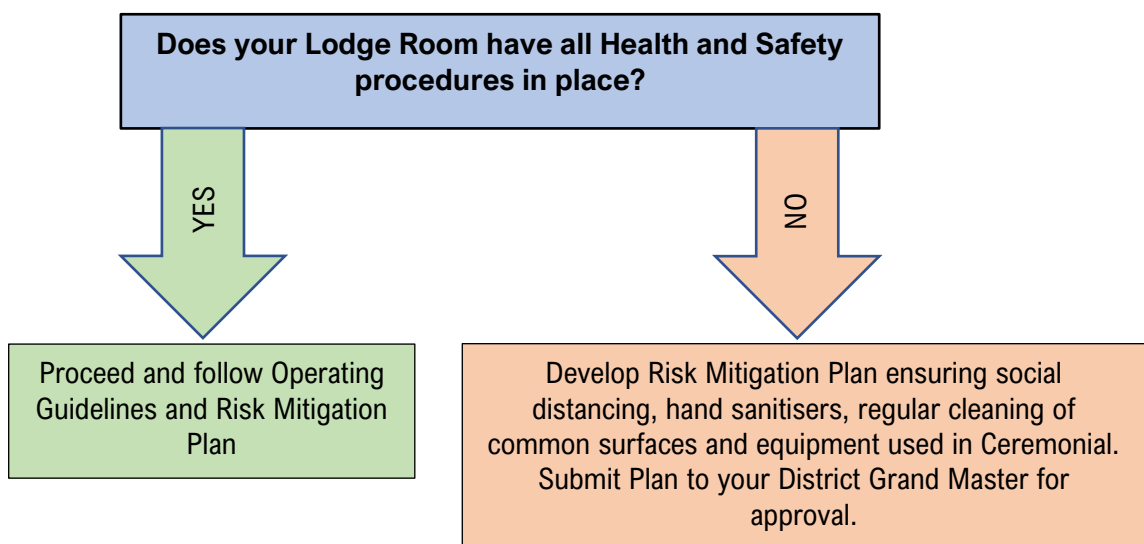 Does your Lodge Room have all Health and Safety
procedures in place?
YES
NO
Proceed and follow Operating
Guidelines and Risk Mitigation
Plan
Develop Risk Mitigation Plan ensuring social
distancing, hand sanitisers, regular cleaning of
common surfaces and equipment used in Ceremonial.
Submit Plan to your District Grand Master for
approval.